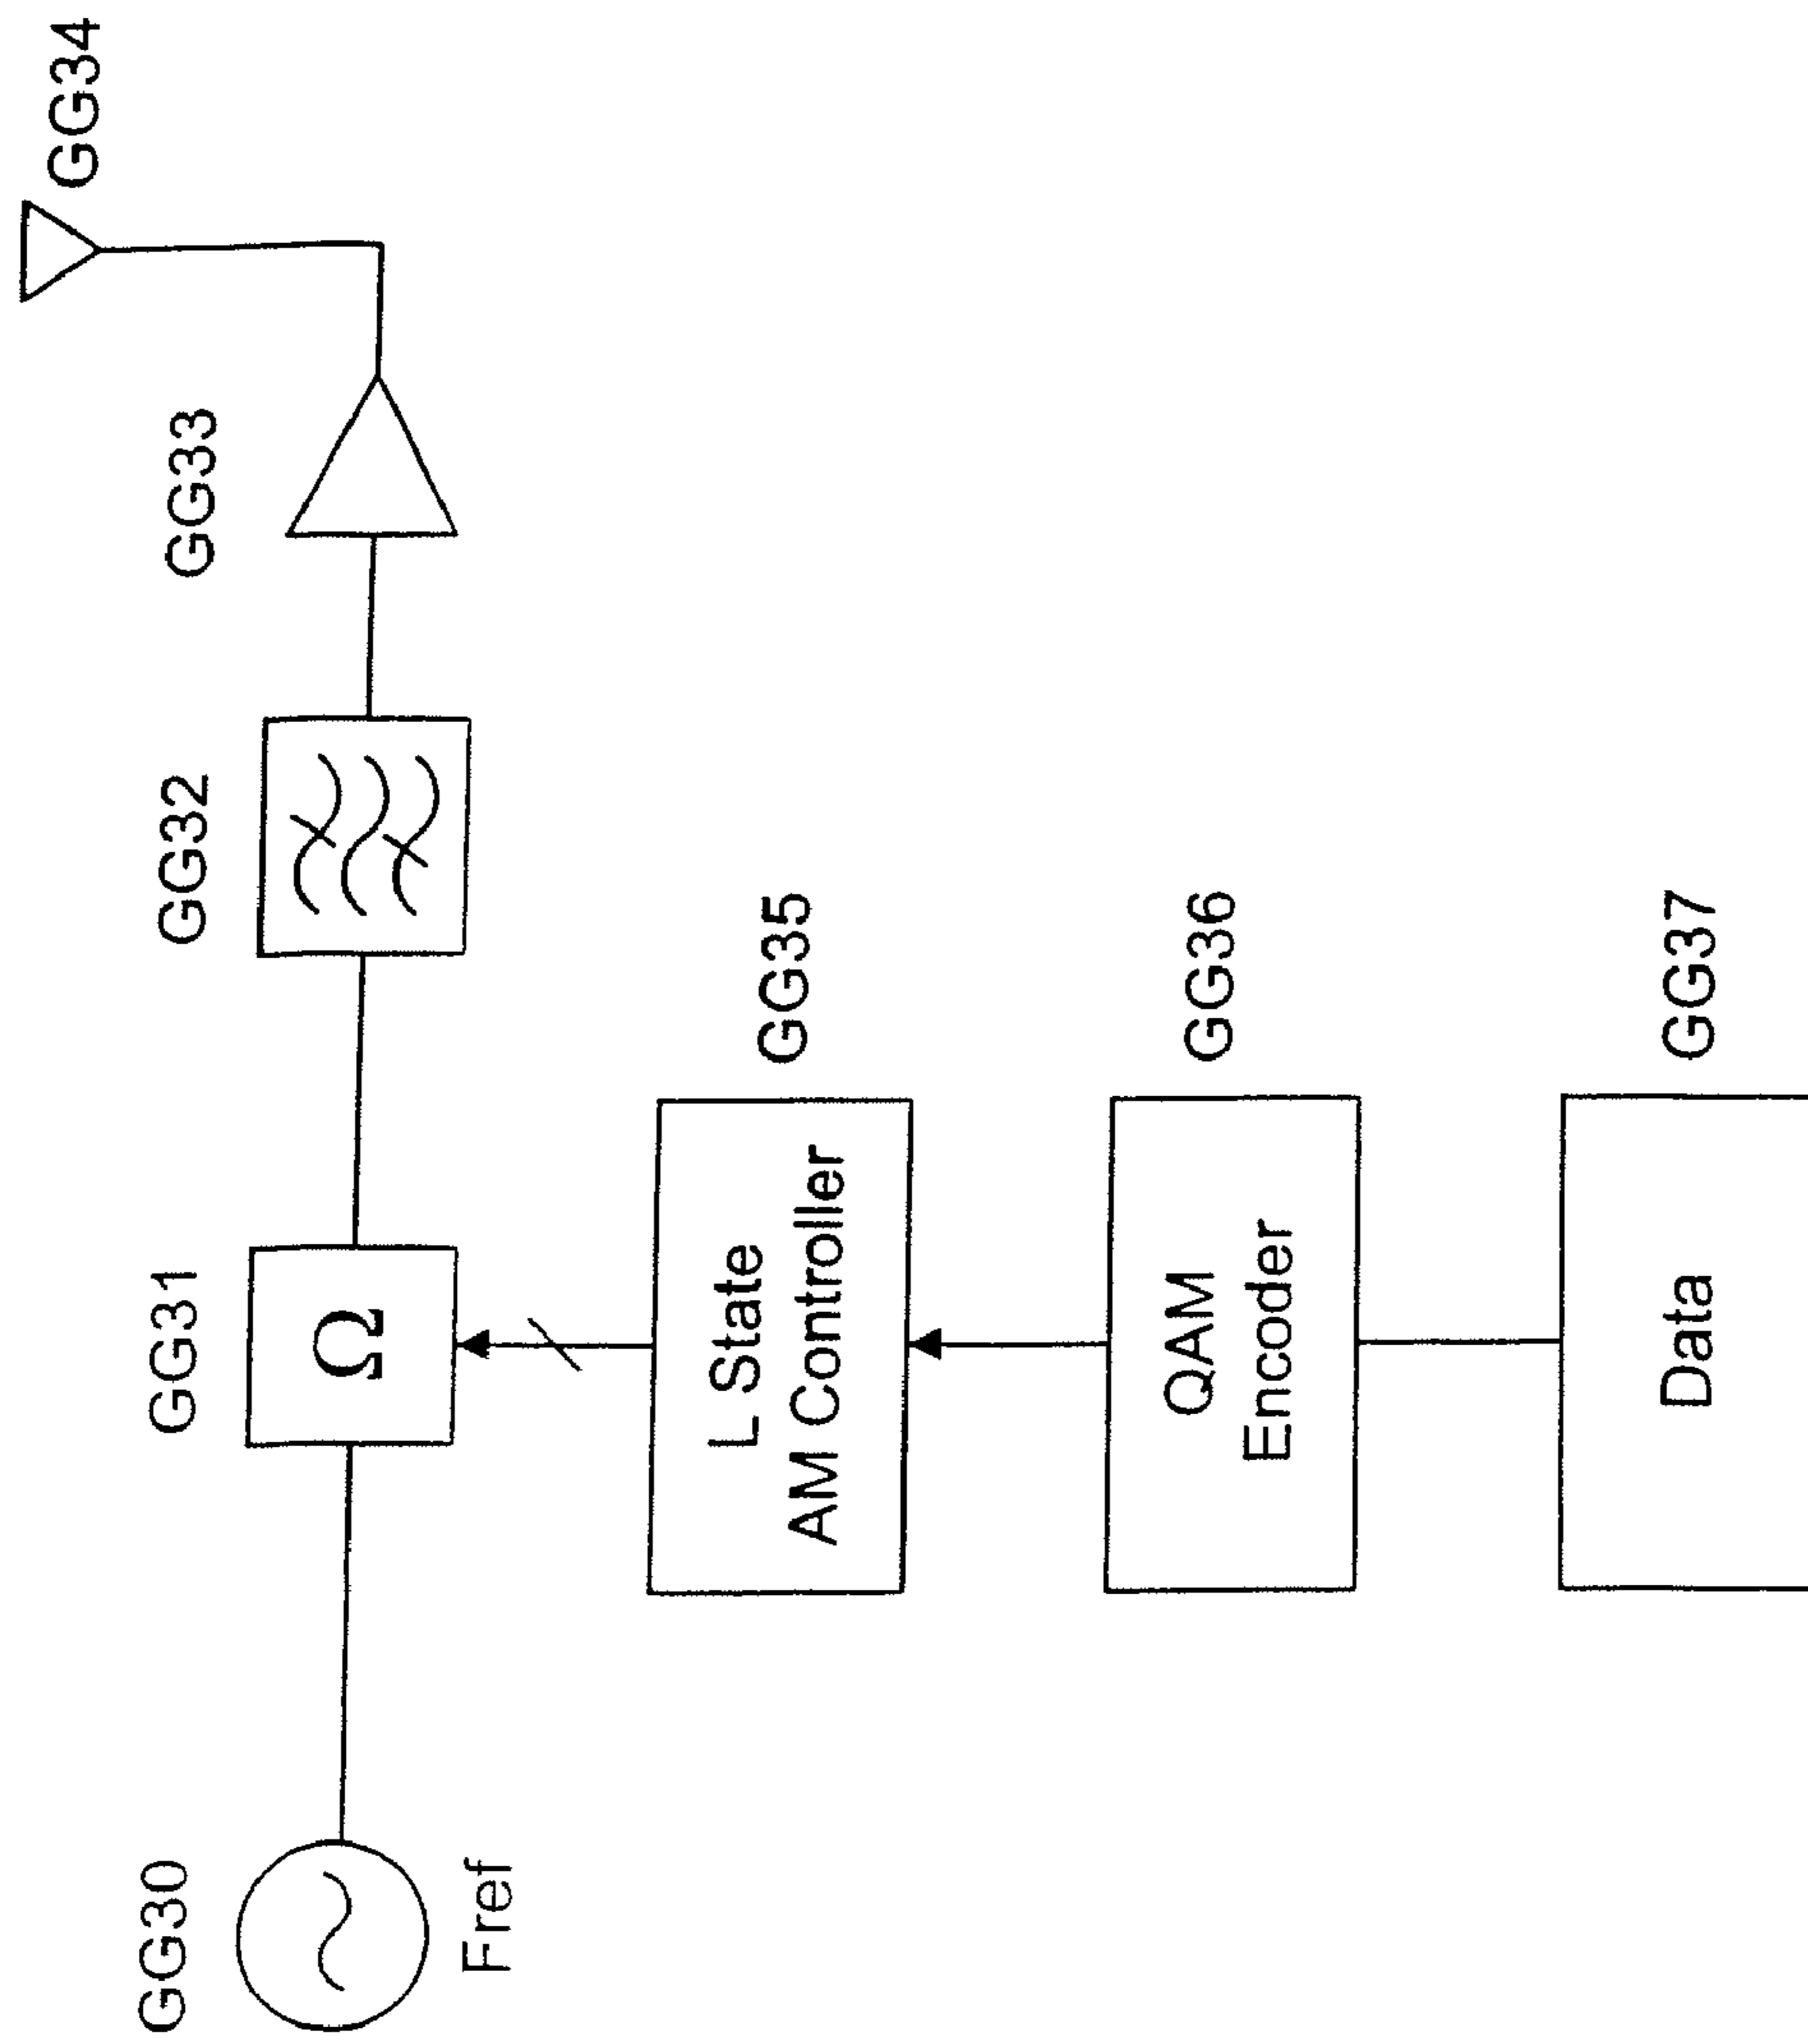 GG30
GG31
GG32
GG33
GG34
Fref
Ω
L State
AM Controller
GG35
QAM
Encoder
GG36
Data
GG37